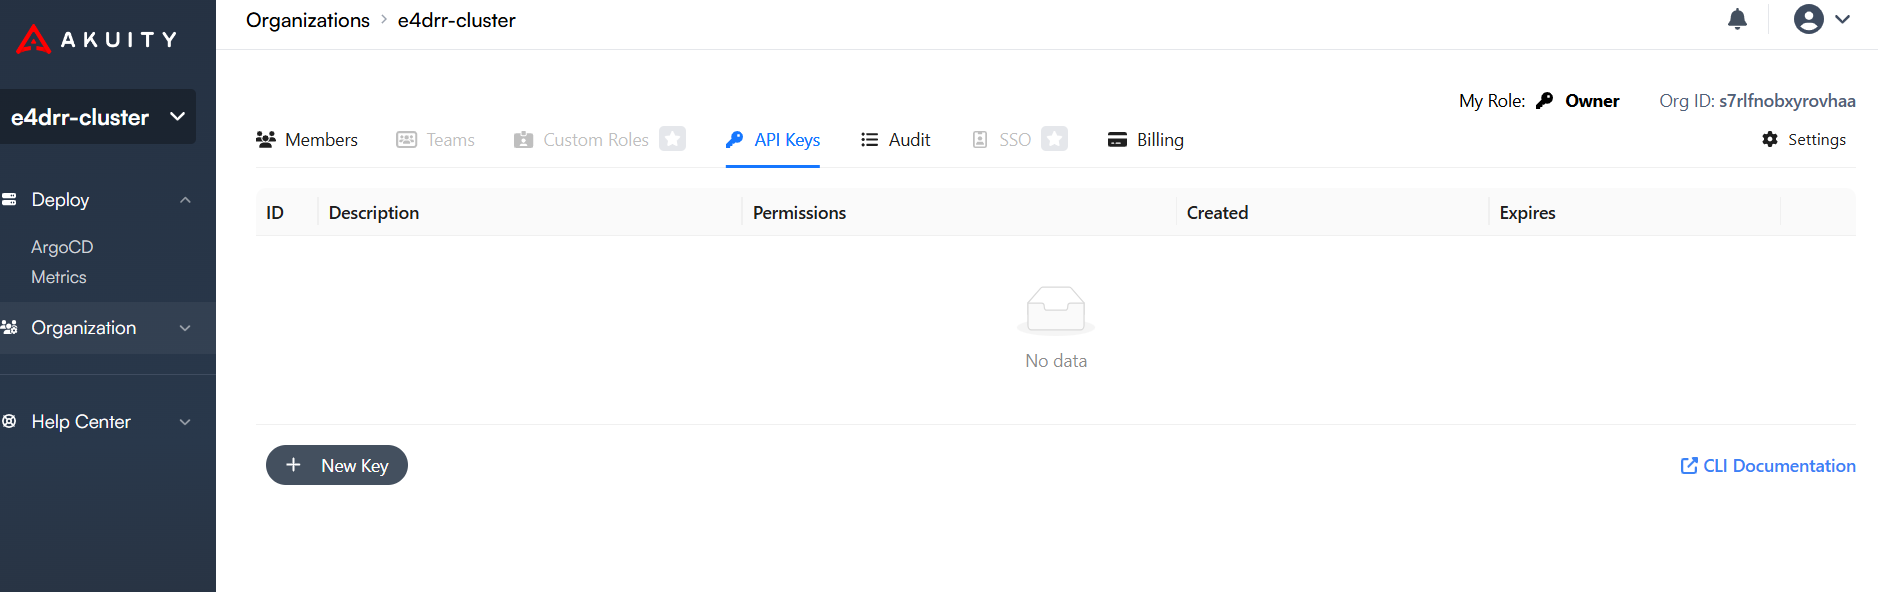 AKUITY
Organizations > e4drr-cluster
e4drr-cluster
My Role: Owner Org ID: s7rlfnobxyrovhaa
Members Teams Custom Roles API Keys Audit SSO Billing Settings
Deploy
ArgoCD
Metrics
Organization
Help Center
ID Description Permissions Created Expires
No data
+ New Key
CLI Documentation